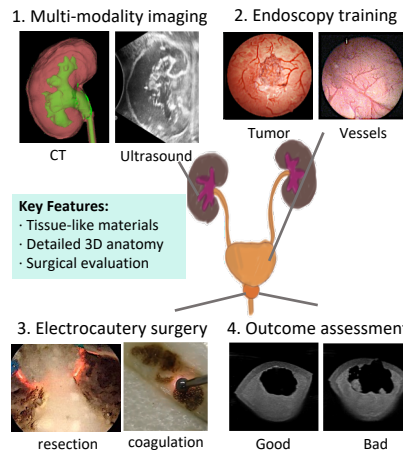 1. Multi-modality imaging
2. Endoscopy training
CT
Ultrasound
Tumor
Vessels
Key Features:
· Tissue-like materials
· Detailed 3D anatomy
· Surgical evaluation
3. Electrocautery surgery
4. Outcome assessment
resection
coagulation
Good
Bad